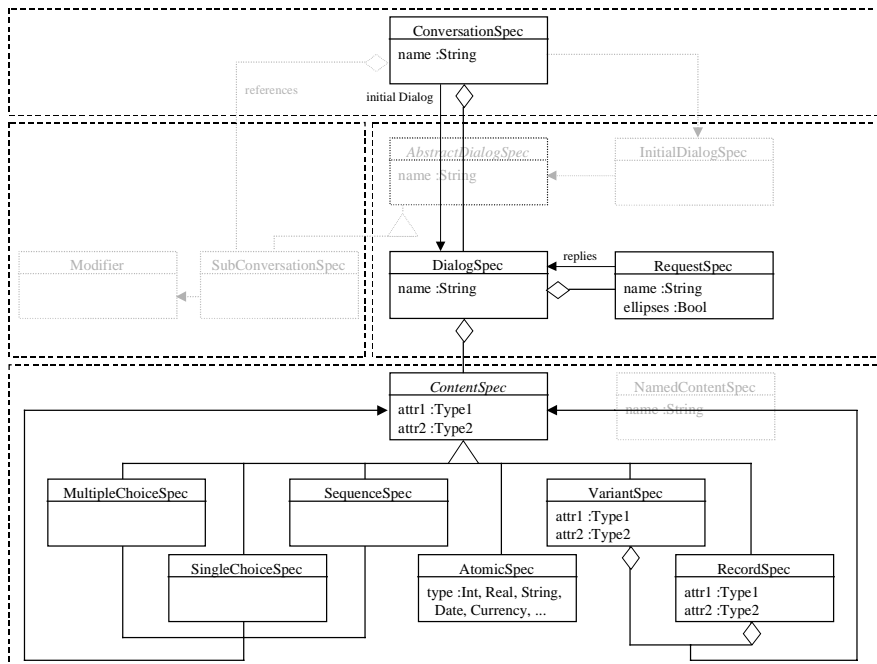 ConversationSpec
name :String
references
initial Dialog
AbstractDialogSpec
name :String
InitialDialogSpec
Modifier
SubConversationSpec
DialogSpec
name :String
replies
RequestSpec
name :String
ellipses :Bool
ContentSpec
attr1 :Type1
attr2 :Type2
NamedContentSpec
name :String
MultipleChoiceSpec
SequenceSpec
VariantSpec
attr1 :Type1
attr2 :Type2
SingleChoiceSpec
AtomicSpec
type :Int, Real, String,
Date, Currency, ...
RecordSpec
attr1 :Type1
attr2 :Type2